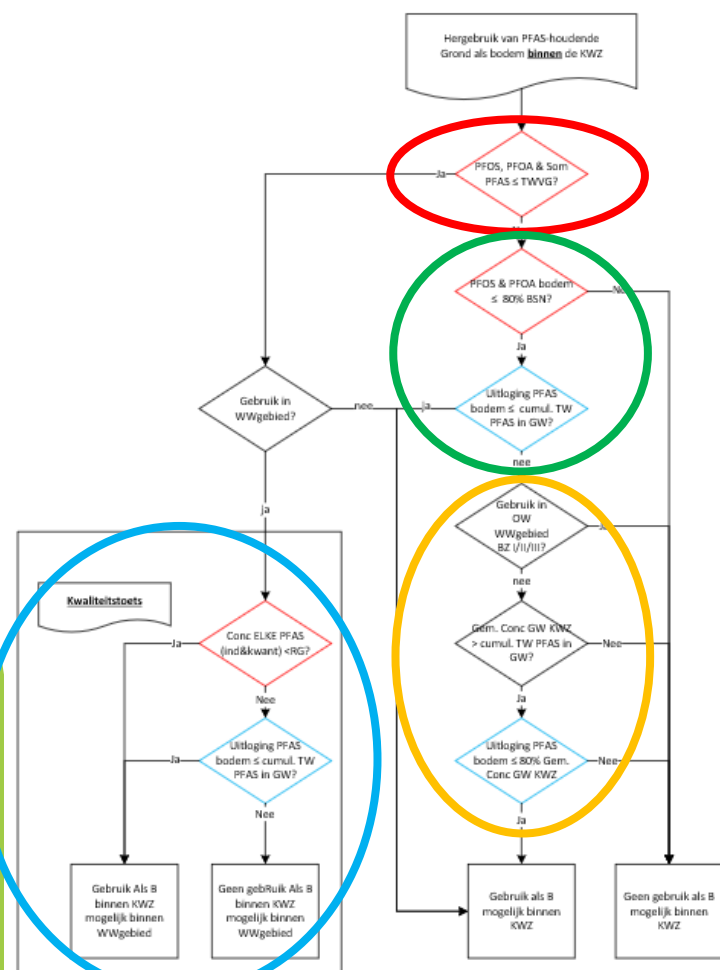 Hergebruik van PFAS-houdende
Grond als bodem binnen de KWZ
PFOS, PFOA & Som
PFAS ≤ TWVG?
Ja
PFOS & PFOA bodem
≤ 80% BSN?
Ja
Gebruik in
WWgebied?
nee
ja
Uitloging PFAS
bodem ≤ cumul. TW
PFAS in GW?
nee
ja
Gebruik in
OW
WWgebied
BZ I/II/III?
nee
Kwaliteitstoets
Conc ELKE PFAS
(ind&kwant) <RG?
Ja
Nee
Gem. Conc GW KWZ
> cumul. TW PFAS in
GW?
Nee
Ja
Uitloging PFAS
bodem ≤ cumul. TW
PFAS in GW?
Ja
Nee
Uitloging PFAS
bodem ≤ 80% Gem.
Conc GW KWZ
Nee
Ja
Gebruik Als B
binnen KWZ
mogelijk binnen
WWgebied
Geen gebRuik Als B
binnen KWZ
mogelijk binnen
WWgebied
Gebruik als B
mogelijk binnen
KWZ
Geen gebruik als B
mogelijk binnen
KWZ